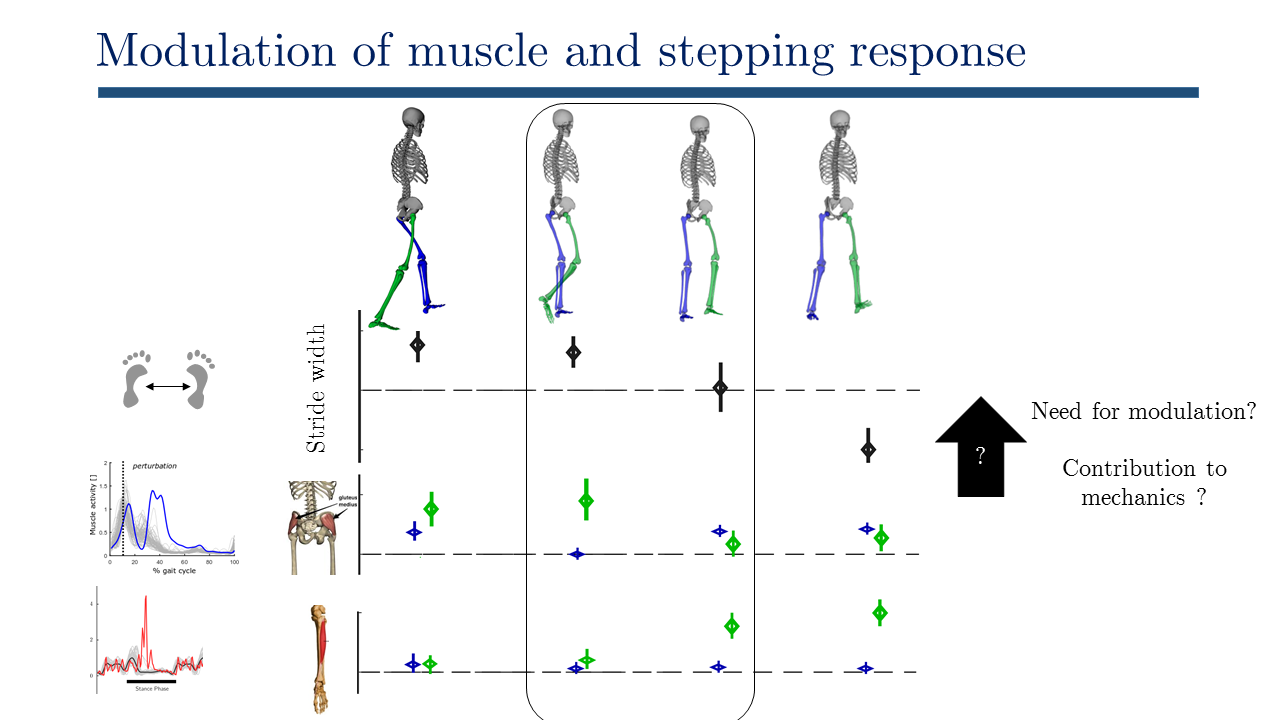 Modulation of muscle and stepping response
Stride width
Need for modulation?
?
Contribution to
mechanics ?
perturbation
Muscle activity []
2
1.5
1
0.5
0
0 20 40 60 80 100
% gait cycle
gluteus
medius
4
2
0
Stance Phase